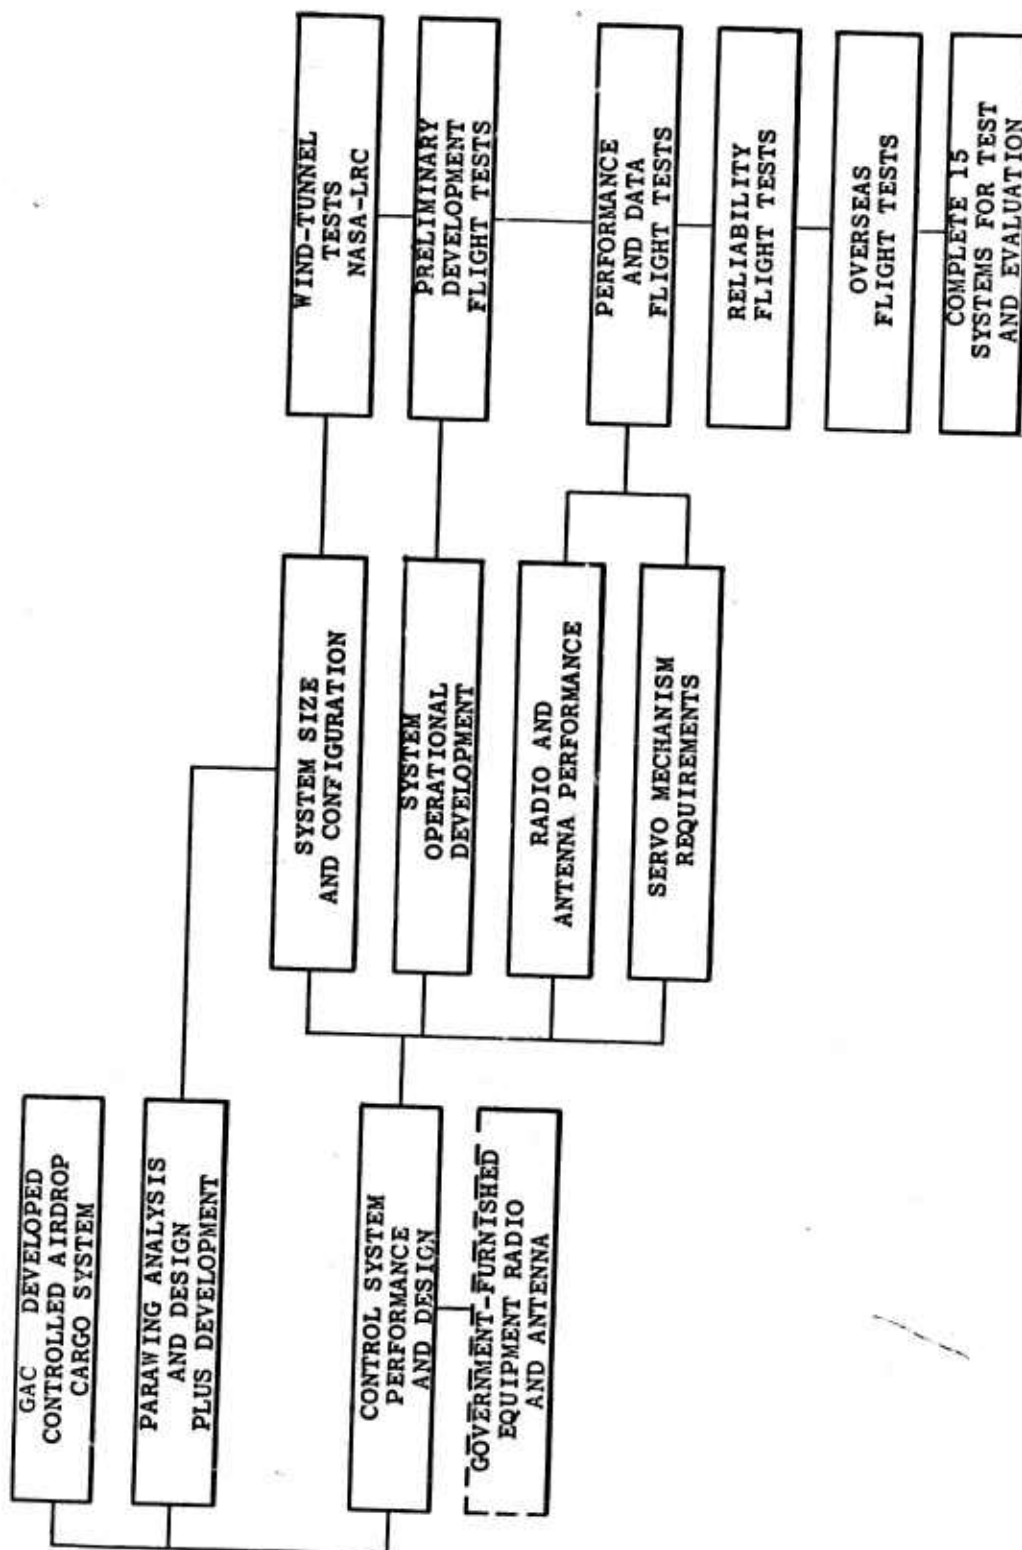 GAC DEVELOPED
CONTROLLED AIRDROP
CARGO SYSTEM
PARAWING ANALYSIS
AND DESIGN
PLUS DEVELOPMENT
CONTROL SYSTEM
PERFORMANCE
AND DESIGN
GOVERNMENT-FURNISHED
EQUIPMENT RADIO
AND ANTENNA
SYSTEM SIZE
AND CONFIGURATION
SYSTEM
OPERATIONAL
DEVELOPMENT
RADIO AND
ANTENNA PERFORMANCE
SERVO MECHANISM
REQUIREMENTS
WIND-TUNNEL
TESTS
NASA-LRC
PRELIMINARY
DEVELOPMENT
FLIGHT TESTS
PERFORMANCE
AND DATA
FLIGHT TESTS
RELIABILITY
FLIGHT TESTS
OVERSEAS
FLIGHT TESTS
COMPLETE 15
SYSTEMS FOR TEST
AND EVALUATION